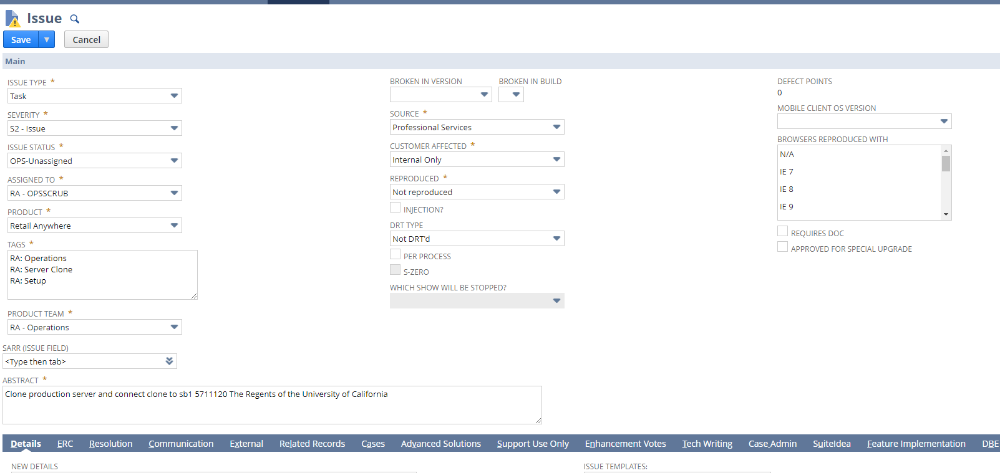 Issue
Save
Cancel
Main
ISSUE TYPE *
Task
SEVERITY *
S2 - Issue
ISSUE STATUS *
OPS-Unassigned
ASSIGNED TO *
RA - OPSSCRUB
PRODUCT *
Retail Anywhere
TAGS *
RA: Operations
RA: Server Clone
RA: Setup
PRODUCT TEAM *
RA - Operations
SARR (ISSUE FIELD)
<Type then tab>
ABSTRACT *
Clone production server and connect clone to sb1 5711120 The Regents of the University of California
BROKEN IN VERSION
BROKEN IN BUILD
SOURCE *
Professional Services
CUSTOMER AFFECTED *
Internal Only
REPRODUCED *
Not reproduced
INJECTION?
DRT TYPE
Not DRT'd
PER PROCESS
S-ZERO
WHICH SHOW WILL BE STOPPED?
DEFECT POINTS
0
MOBILE CLIENT OS VERSION
BROWSERS REPRODUCED WITH
N/A
IE 7
IE 8
IE 9
REQUIRES DOC
APPROVED FOR SPECIAL UPGRADE
Details ERC Resolution Communication External Related Records Cases Advanced Solutions Support Use Only Enhancement Votes Tech Writing Case Admin SuiteIdea Feature Implementation DBE
NEW DETAILS
ISSUE TEMPLATES: